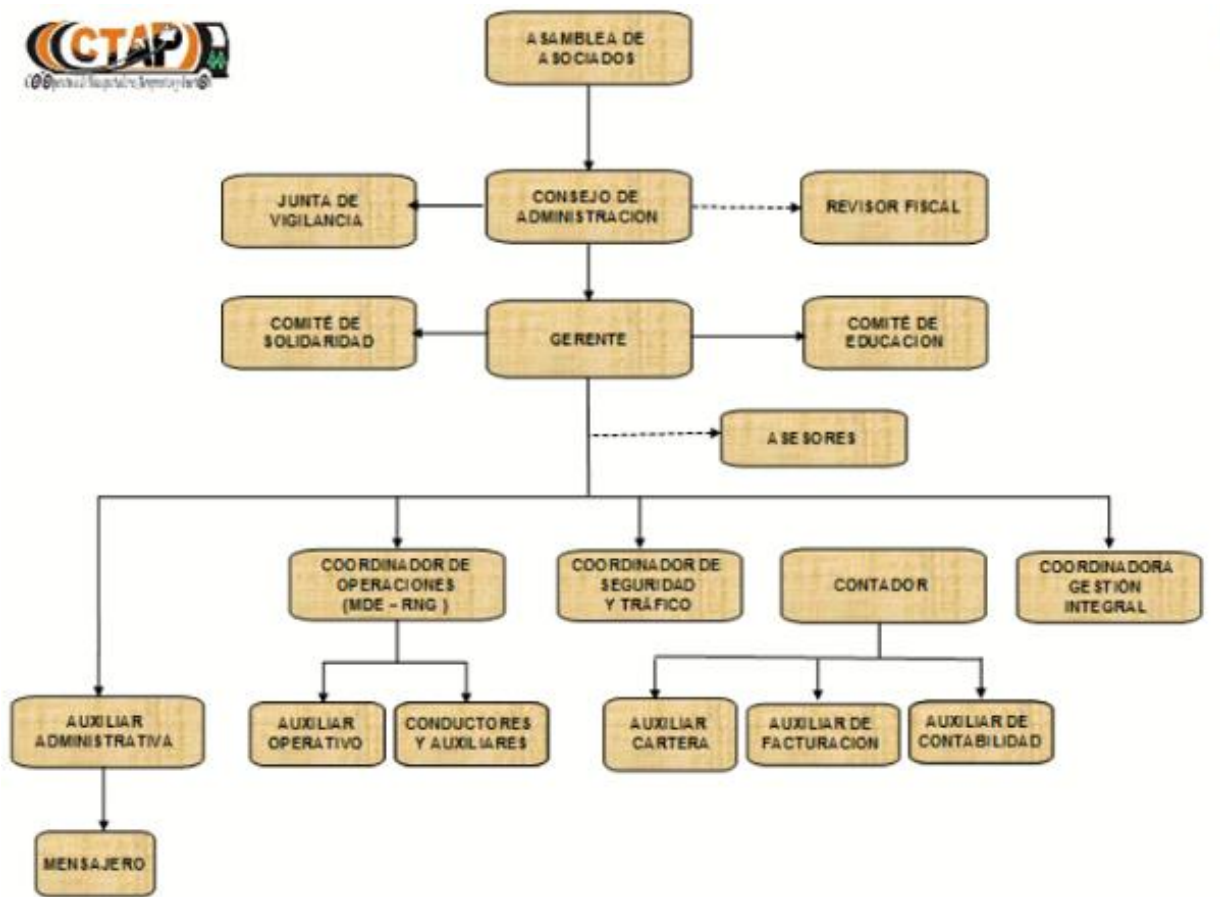 CTAP
ASAMBLEA DE
ASOCIADOS
JUNTA DE
VIGILANCIA
CONSEJO DE
ADMINISTRACION
REVISOR FISCAL
COMITÉ DE
SOLIDARIDAD
GERENTE
COMITÉ DE
EDUCACION
ASESORES
COORDINADOR DE
OPERACIONES
(MDE – RNG )
COORDINADOR DE
SEGURIDAD
Y TRÁFICO
CONTADOR
COORDINADORA
GESTIÓN
INTEGRAL
AUXILIAR
ADMINISTRATIVA
AUXILIAR
OPERATIVO
CONDUCTORES
Y AUXILIARES
AUXILIAR
CARTERA
AUXILIAR DE
FACTURACION
AUXILIAR DE
CONTABILIDAD
MENSAJERO